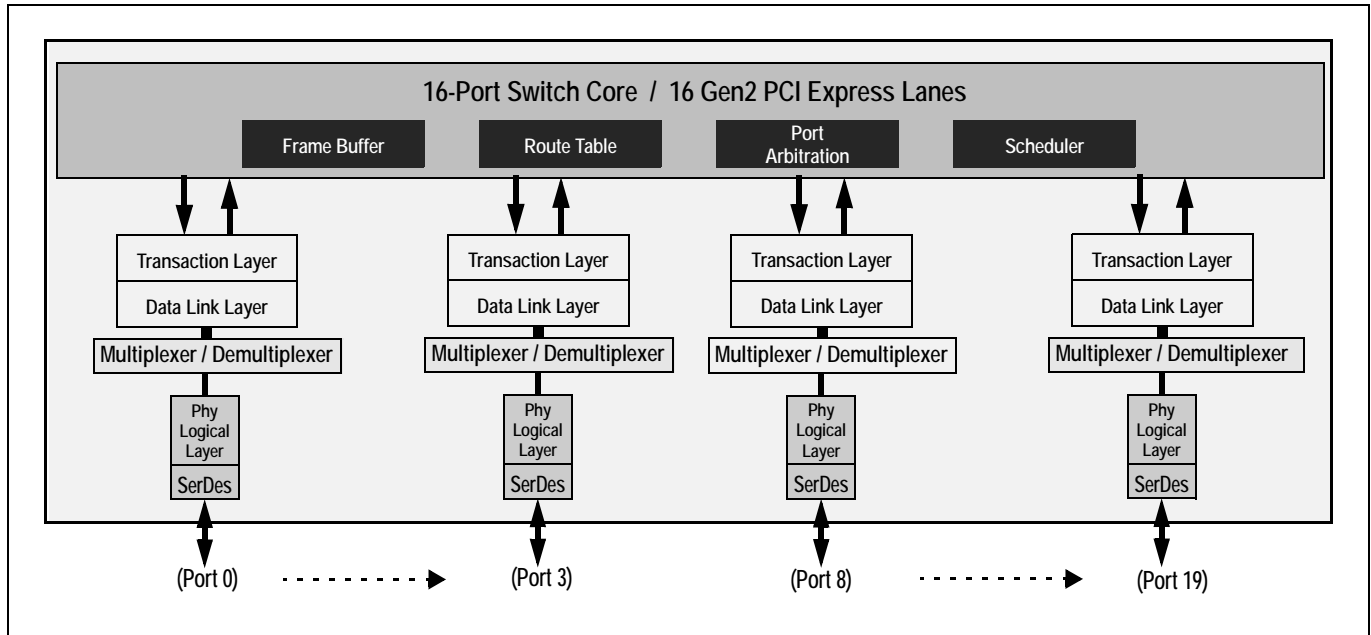 16-Port Switch Core / 16 Gen2 PCI Express Lanes
Frame Buffer
Route Table
Port
Arbitration
Scheduler
Transaction Layer
Data Link Layer
Multiplexer / Demultiplexer
Phy
Logical
Layer
SerDes
(Port 0)
Transaction Layer
Data Link Layer
Multiplexer / Demultiplexer
Phy
Logical
Layer
SerDes
(Port 3)
Transaction Layer
Data Link Layer
Multiplexer / Demultiplexer
Phy
Logical
Layer
SerDes
(Port 8)
Transaction Layer
Data Link Layer
Multiplexer / Demultiplexer
Phy
Logical
Layer
SerDes
(Port 19)